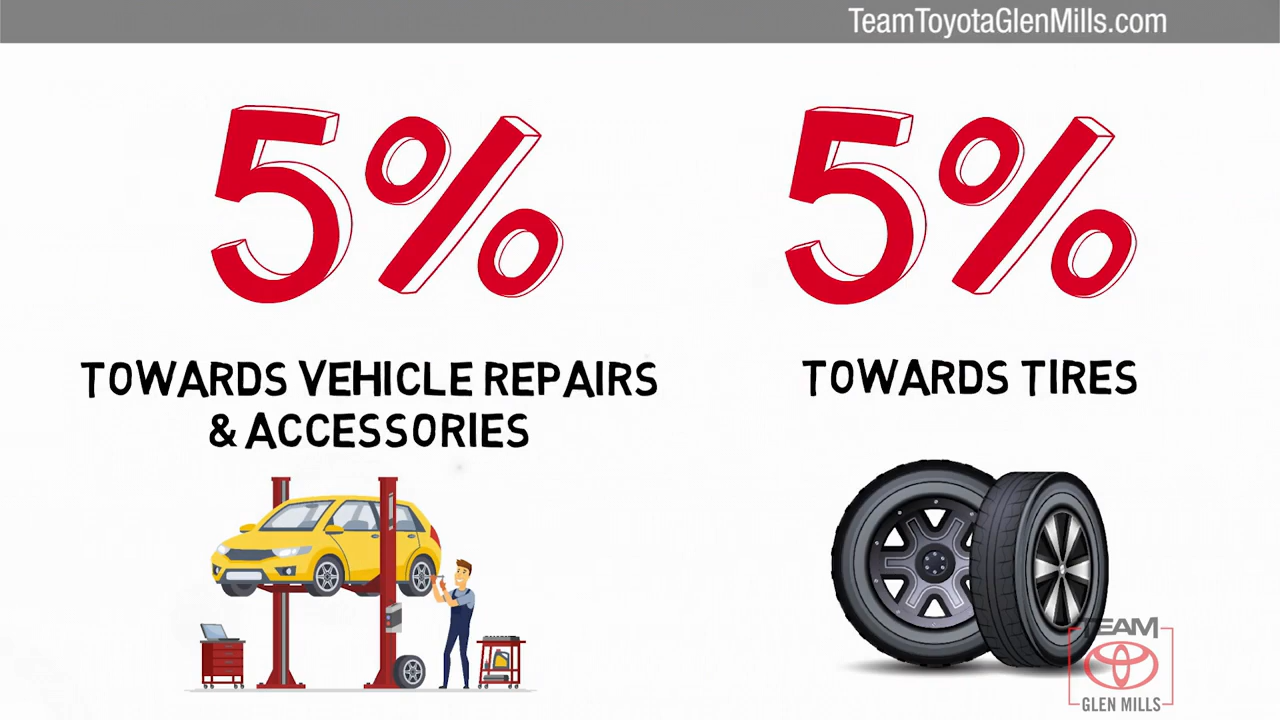 TeamToyotaGlenMills.com
5%
5%
TOWARDS VEHICLE REPAIRS
& ACCESSORIES
TOWARDS TIRES
TEAM
GLEN MILLS